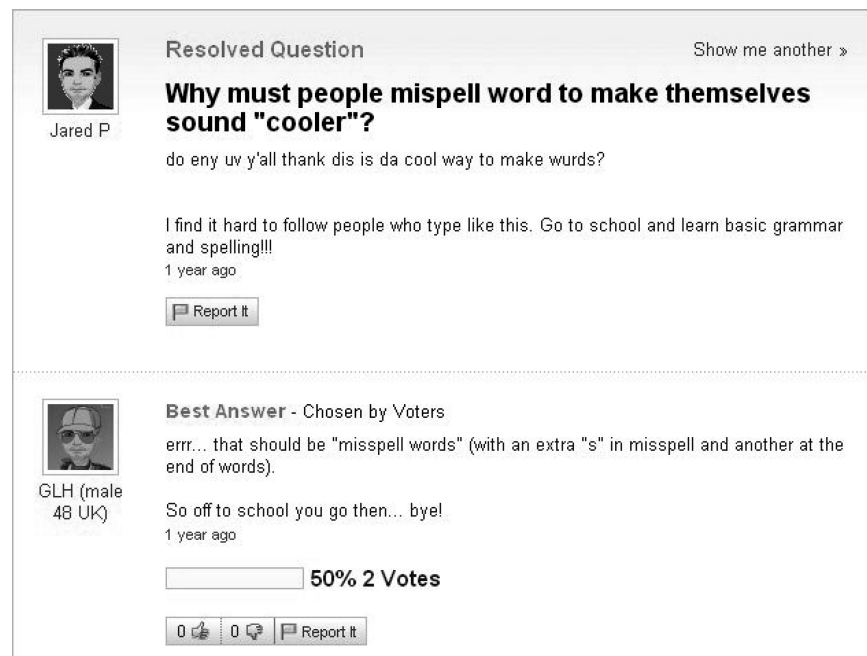 Resolved Question
Show me another »
Jared P
Why must people mispell word to make themselves
sound "cooler"?
do eny uv y'all thank dis is da cool way to make wurds?
I find it hard to follow people who type like this. Go to school and learn basic grammar
and spelling!!!
1 year ago
Report It
Best Answer - Chosen by Voters
GLH (male
48 UK)
errr... that should be "misspell words" (with an extra "s" in misspell and another at the
end of words).
So off to school you go then... bye!
1 year ago
50% 2 Votes
0 0 Report It